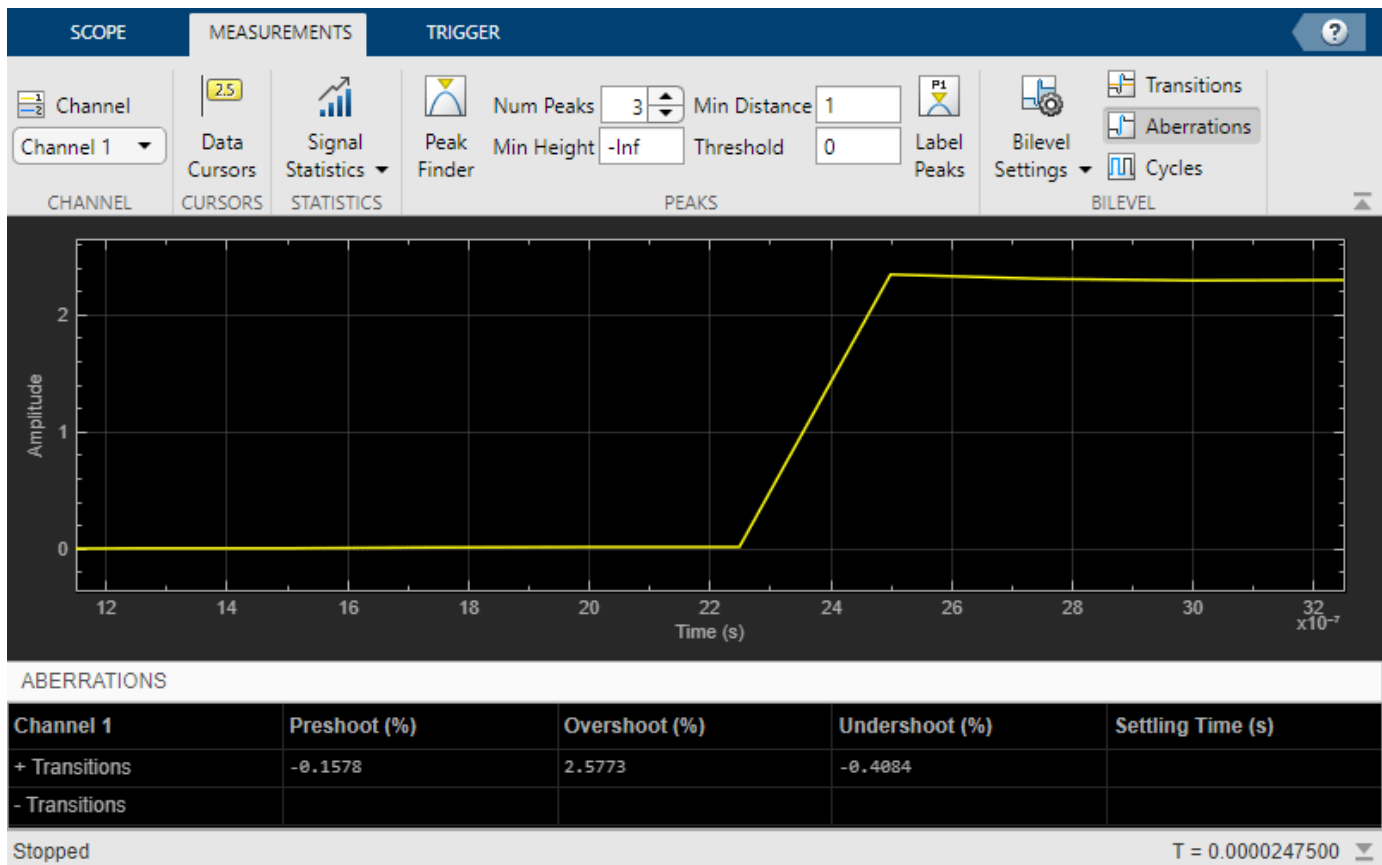 SCOPE MEASUREMENTS TRIGGER ?
1 2 Channel
Channel 1
CHANNEL
2.5
Data
Cursors
CURSORS
Signal
Statistics
STATISTICS
Peak
Finder
Num Peaks 3 Min Distance 1
Min Height -Inf Threshold 0
P1
Label
Peaks
PEAKS
Bilevel
Settings
Transitions
Aberrations
Cycles
BILEVEL
Amplitude
2
1
0
12 14 16 18 20 22 24 26 28 30 32
x10⁻⁷
Time (s)
ABERRATIONS
Channel 1 Preshoot (%) Overshoot (%) Undershoot (%) Settling Time (s)
+ Transitions -0.1578 2.5773 -0.4084
- Transitions
Stopped T = 0.0000247500